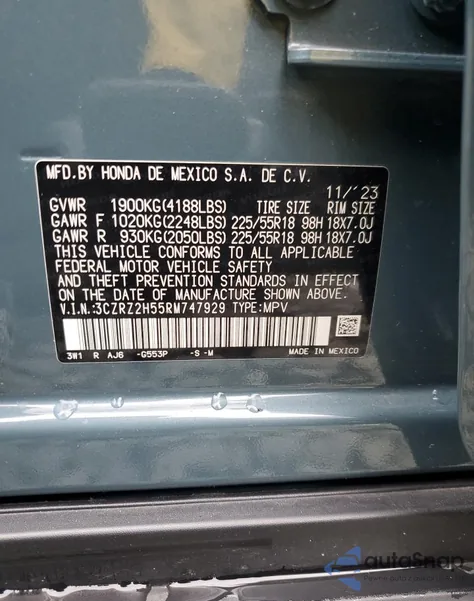 MFD.BY HONDA DE MEXICO S.A. DE C.V.
11/´23
GVWR 1900KG(4188LBS) TIRE SIZE RIM SIZE
GAWR F 1020KG(2248LBS) 225/55R18 98H 18X7.0J
GAWR R 930KG(2050LBS) 225/55R18 98H 18X7.0J
THIS VEHICLE CONFORMS TO ALL APPLICABLE
FEDERAL MOTOR VEHICLE SAFETY
AND THEFT PREVENTION STANDARDS IN EFFECT
ON THE DATE OF MANUFACTURE SHOWN ABOVE.
V.I.N.:3CZRZ2H55RM747929 TYPE:MPV
3W1 R AJ6 -G553P -S -M MADE IN MEXICO
autoSnap